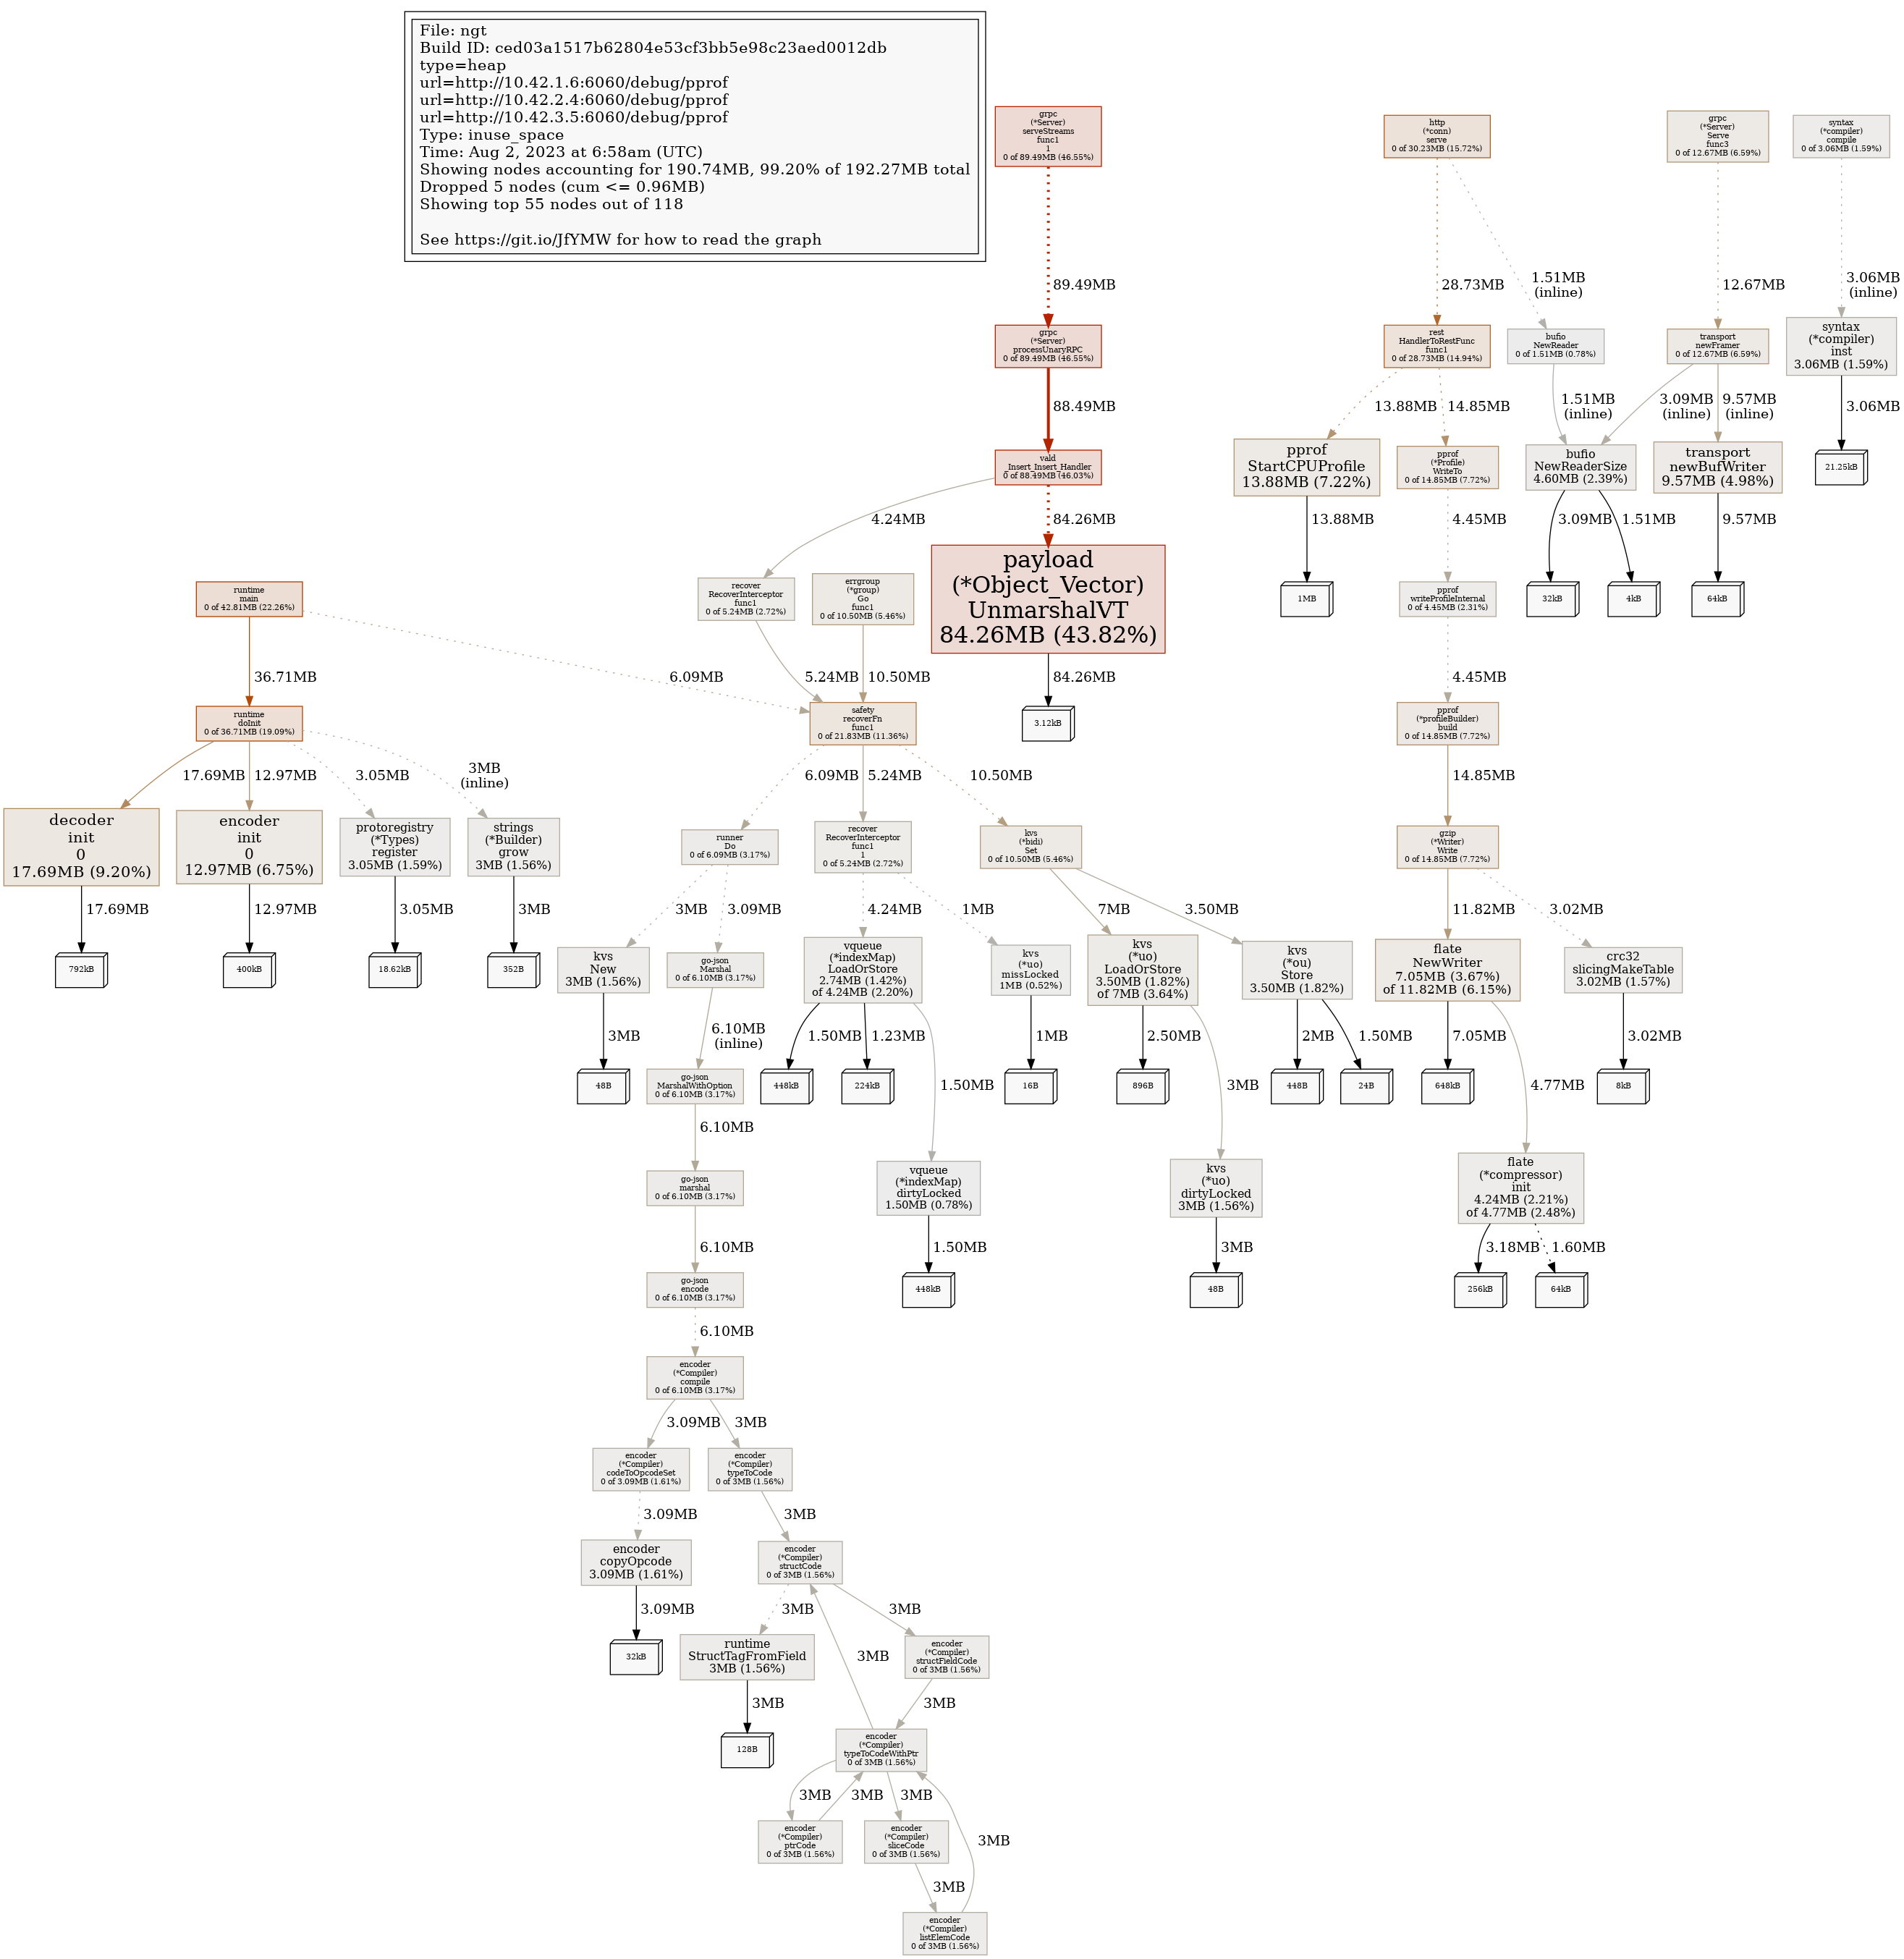 File: ngt
Build ID: ced03a1517b62804e53cf3bb5e98c23aed0012db
type=heap
url=http://10.42.1.6:6060/debug/pprof
url=http://10.42.2.4:6060/debug/pprof
url=http://10.42.3.5:6060/debug/pprof
Type: inuse_space
Time: Aug 2, 2023 at 6:58am (UTC)
Showing nodes accounting for 190.74MB, 99.20% of 192.27MB total
Dropped 5 nodes (cum <= 0.96MB)
Showing top 55 nodes out of 118
See https://git.io/JfYMW for how to read the graph
grpc
(*Server)
serveStreams
func1
1
0 of 89.49MB (46.55%)
http
(*conn)
serve
0 of 30.23MB (15.72%)
grpc
(*Server)
Serve
func3
0 of 12.67MB (6.59%)
syntax
(*compiler)
compile
0 of 3.06MB (1.59%)
89.49MB
28.73MB
1.51MB
(inline)
12.67MB
3.06MB
(inline)
grpc
(*Server)
processUnaryRPC
0 of 89.49MB (46.55%)
rest
HandlerToRestFunc
func1
0 of 28.73MB (14.94%)
bufio
NewReader
0 of 1.51MB (0.78%)
transport
newFramer
0 of 12.67MB (6.59%)
syntax
(*compiler)
inst
3.06MB (1.59%)
88.49MB
13.88MB
14.85MB
1.51MB
(inline)
3.09MB
(inline)
9.57MB
(inline)
3.06MB
vald
_Insert_Insert_Handler
0 of 88.49MB (46.03%)
pprof
StartCPUProfile
13.88MB (7.22%)
pprof
(*Profile)
WriteTo
0 of 14.85MB (7.72%)
bufio
NewReaderSize
4.60MB (2.39%)
transport
newBufWriter
9.57MB (4.98%)
21.25kB
4.24MB
84.26MB
13.88MB
4.45MB
3.09MB
1.51MB
9.57MB
runtime
main
0 of 42.81MB (22.26%)
recover
RecoverInterceptor
func1
0 of 5.24MB (2.72%)
errgroup
(*group)
Go
func1
0 of 10.50MB (5.46%)
payload
(*Object_Vector)
UnmarshalVT
84.26MB (43.82%)
1MB
pprof
writeProfileInternal
0 of 4.45MB (2.31%)
32kB
4kB
64kB
36.71MB
6.09MB
5.24MB
10.50MB
84.26MB
4.45MB
runtime
doInit
0 of 36.71MB (19.09%)
safety
recoverFn
func1
0 of 21.83MB (11.36%)
3.12kB
pprof
(*profileBuilder)
build
0 of 14.85MB (7.72%)
17.69MB
12.97MB
3.05MB
3MB
(inline)
6.09MB
5.24MB
10.50MB
14.85MB
decoder
init
0
17.69MB (9.20%)
encoder
init
0
12.97MB (6.75%)
protoregistry
(*Types)
register
3.05MB (1.59%)
strings
(*Builder)
grow
3MB (1.56%)
runner
Do
0 of 6.09MB (3.17%)
recover
RecoverInterceptor
func1
1
0 of 5.24MB (2.72%)
kvs
(*bidi)
Set
0 of 10.50MB (5.46%)
gzip
(*Writer)
Write
0 of 14.85MB (7.72%)
17.69MB
12.97MB
3.05MB
3MB
3MB
3.09MB
4.24MB
1MB
7MB
3.50MB
11.82MB
3.02MB
792kB
400kB
18.62kB
352B
kvs
New
3MB (1.56%)
go-json
Marshal
0 of 6.10MB (3.17%)
vqueue
(*indexMap)
LoadOrStore
2.74MB (1.42%)
of 4.24MB (2.20%)
kvs
(*uo)
missLocked
1MB (0.52%)
kvs
(*uo)
LoadOrStore
3.50MB (1.82%)
of 7MB (3.64%)
kvs
(*ou)
Store
3.50MB (1.82%)
flate
NewWriter
7.05MB (3.67%)
of 11.82MB (6.15%)
crc32
slicingMakeTable
3.02MB (1.57%)
3MB
6.10MB
(inline)
1.50MB
1.23MB
1.50MB
1MB
2.50MB
3MB
2MB
1.50MB
7.05MB
4.77MB
3.02MB
48B
go-json
MarshalWithOption
0 of 6.10MB (3.17%)
448kB
224kB
16B
896B
448B
24B
648kB
8kB
6.10MB
go-json
marshal
0 of 6.10MB (3.17%)
vqueue
(*indexMap)
dirtyLocked
1.50MB (0.78%)
kvs
(*uo)
dirtyLocked
3MB (1.56%)
flate
(*compressor)
init
4.24MB (2.21%)
of 4.77MB (2.48%)
6.10MB
1.50MB
3MB
3.18MB
1.60MB
go-json
encode
0 of 6.10MB (3.17%)
448kB
48B
256kB
64kB
6.10MB
encoder
(*Compiler)
compile
0 of 6.10MB (3.17%)
3.09MB
3MB
encoder
(*Compiler)
codeToOpcodeSet
0 of 3.09MB (1.61%)
encoder
(*Compiler)
typeToCode
0 of 3MB (1.56%)
3.09MB
3MB
encoder
copyOpcode
3.09MB (1.61%)
encoder
(*Compiler)
structCode
0 of 3MB (1.56%)
3.09MB
3MB
3MB
32kB
runtime
StructTagFromField
3MB (1.56%)
3MB
encoder
(*Compiler)
structFieldCode
0 of 3MB (1.56%)
3MB
3MB
128B
encoder
(*Compiler)
typeToCodeWithPtr
0 of 3MB (1.56%)
3MB
3MB
3MB
encoder
(*Compiler)
ptrCode
0 of 3MB (1.56%)
encoder
(*Compiler)
sliceCode
0 of 3MB (1.56%)
3MB
3MB
encoder
(*Compiler)
listElemCode
0 of 3MB (1.56%)